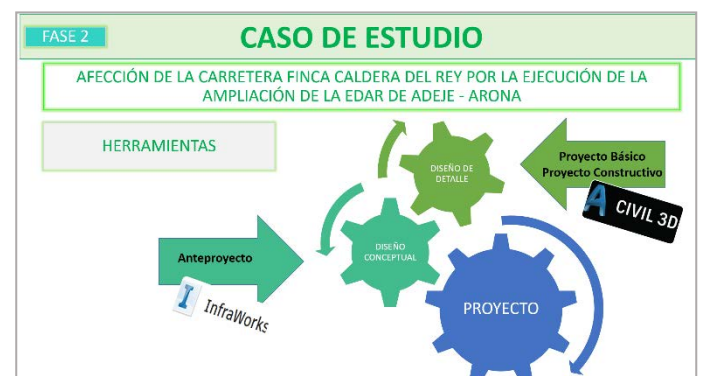 FASE 2
CASO DE ESTUDIO
AFECCIÓN DE LA CARRETERA FINCA CALDERA DEL REY POR LA EJECUCIÓN DE LA
AMPLIACIÓN DE LA EDAR DE ADEJE - ARONA
HERRAMIENTAS
DISEÑO DE
DETALLE
Proyecto Básico
Proyecto Constructivo
A CIVIL 3D
DISEÑO
CONCEPTUAL
Anteproyecto
I InfraWorks
PROYECTO